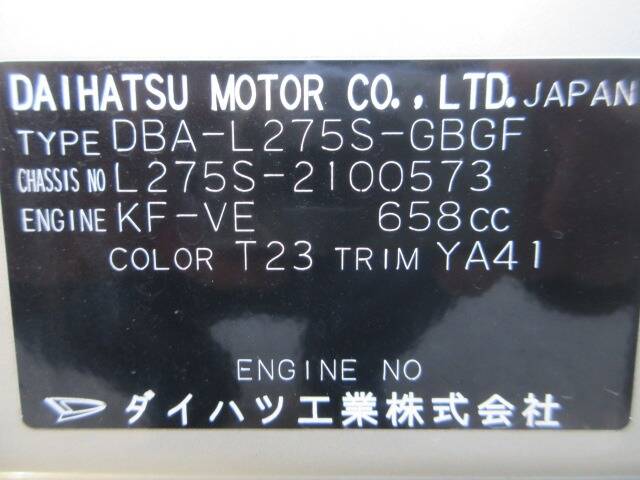 DAIHATSU MOTOR CO., LTD. JAPAN
TYPE DBA-L275S-GBGF
CHASSIS NO L275S-2100573
ENGINE KF-VE 658CC
COLOR T23 TRIM YA41
ENGINE NO
ダイハツ工業株式会社